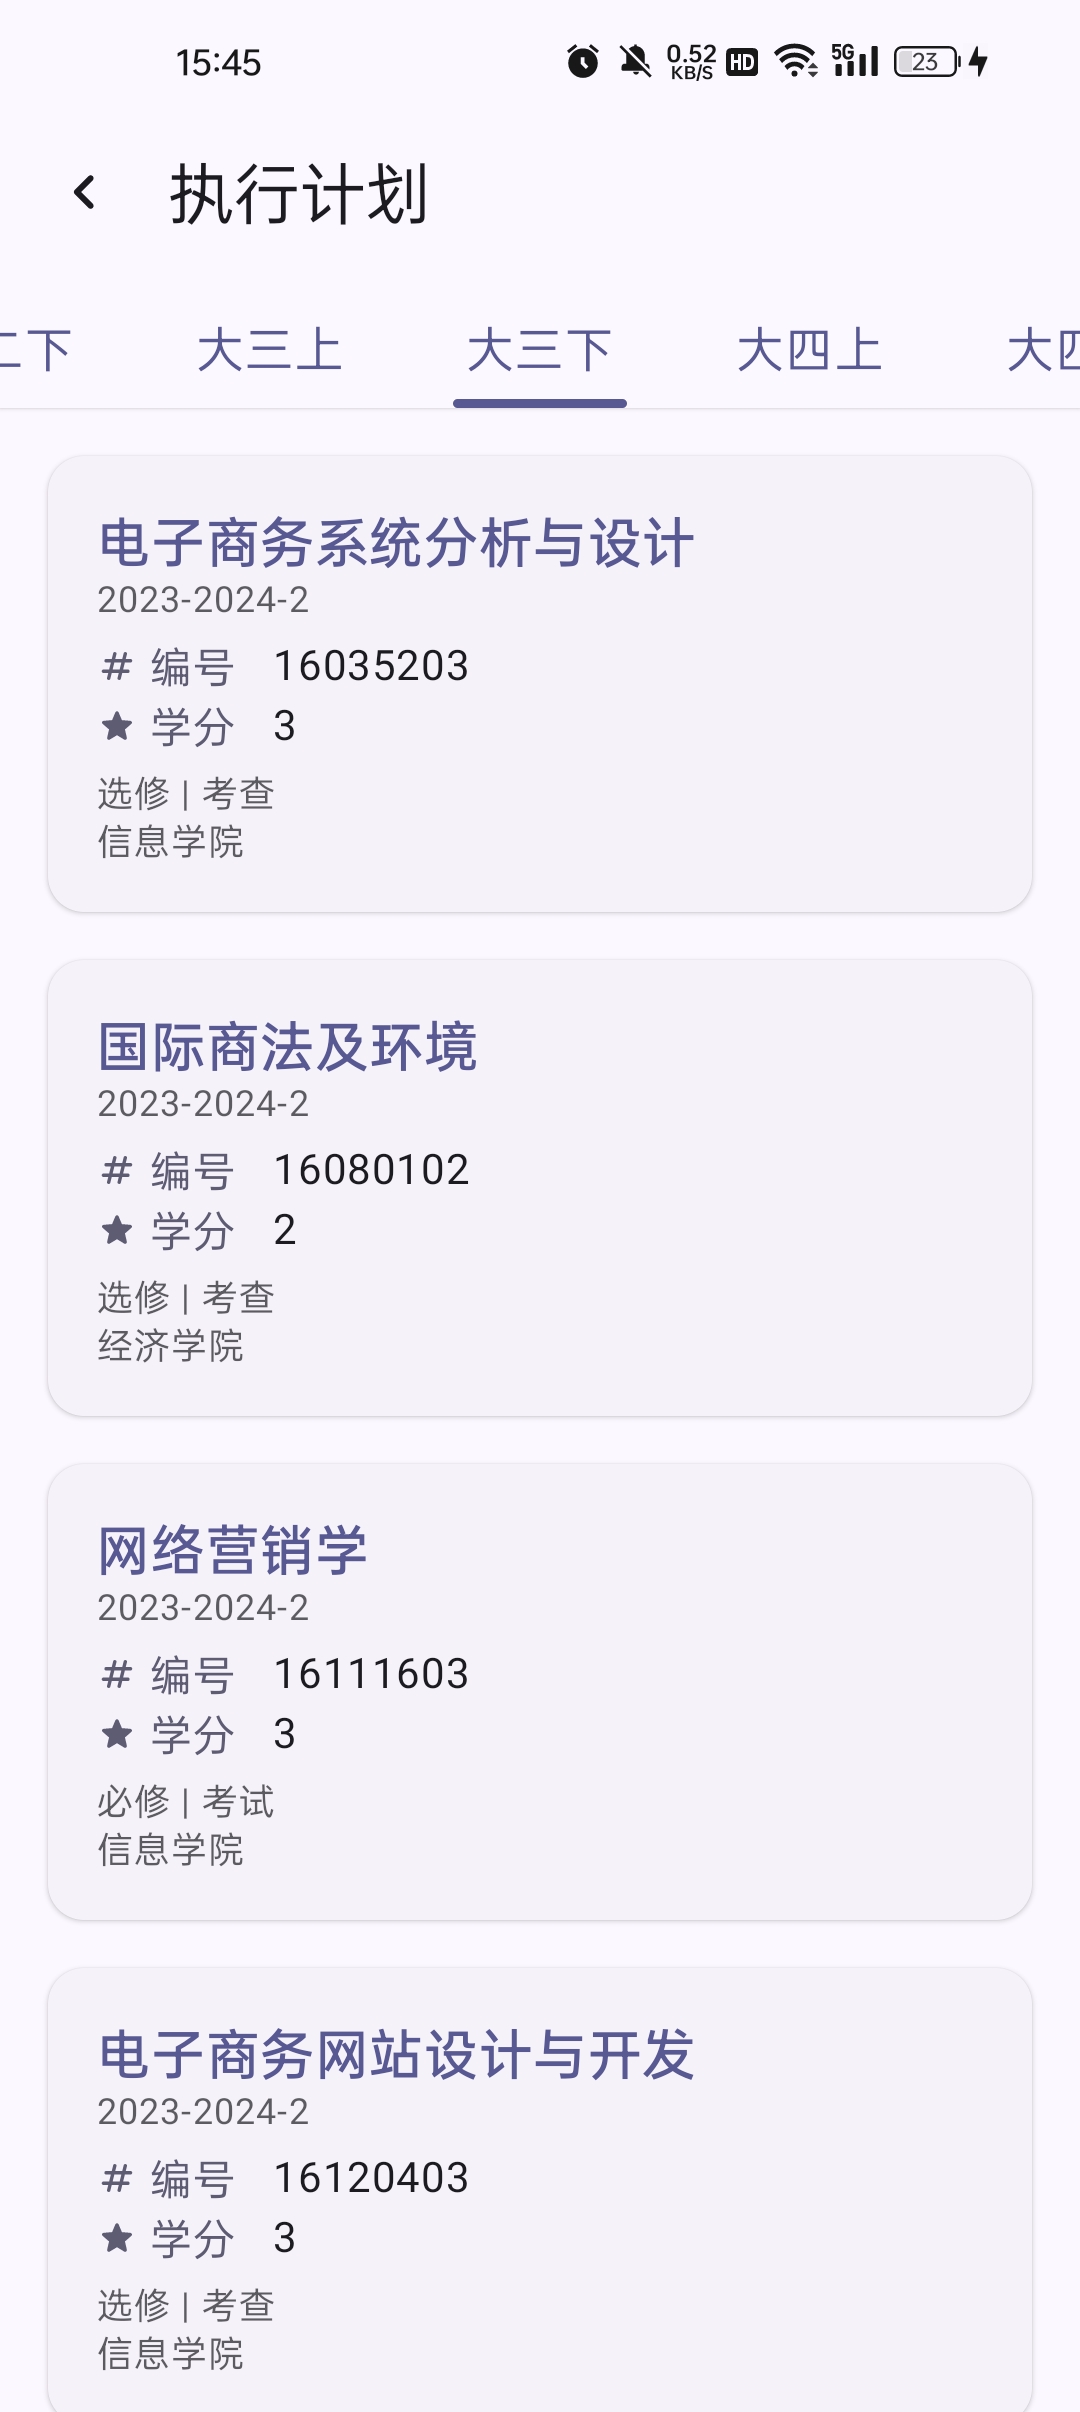 15:45 0.52 KB/S HD 5G 23
执行计划
二下 大三上 大三下 大四上 大四
电子商务系统分析与设计
2023-2024-2
# 编号 16035203
★ 学分 3
选修 | 考查
信息学院
国际商法及环境
2023-2024-2
# 编号 16080102
★ 学分 2
选修 | 考查
经济学院
网络营销学
2023-2024-2
# 编号 16111603
★ 学分 3
必修 | 考试
信息学院
电子商务网站设计与开发
2023-2024-2
# 编号 16120403
★ 学分 3
选修 | 考查
信息学院